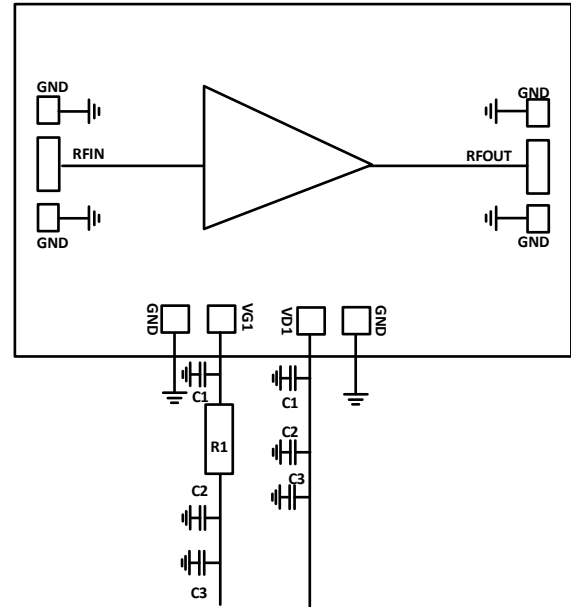 GND
GND
RFIN
RFOUT
GND
GND
GND
VG1
VD1
GND
C1
C1
R1
C2
C2
C3
C3